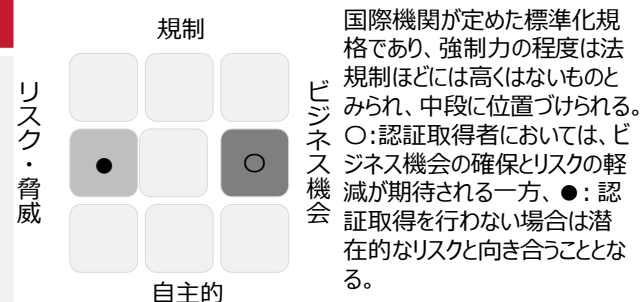 規制
リスク・脅威
●
○
ビジネス機会
自主的
国際機関が定めた標準化規
格であり、強制力の程度は法
規制ほどには高くはないものと
みられ、中段に位置づけられる。
○:認証取得者においては、ビ
ジネス機会の確保とリスクの軽
減が期待される一方、●：認
証取得を行わない場合は潜
在的なリスクと向き合うこととな
る。